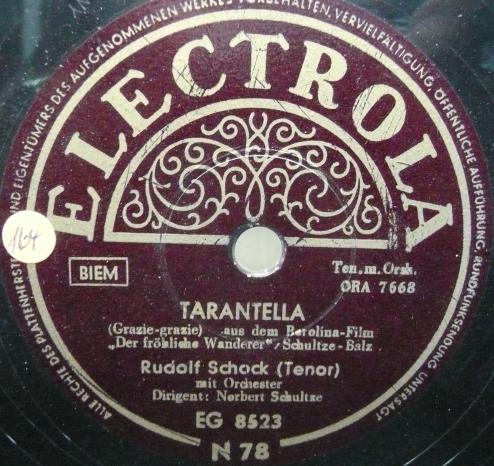 ALLE RECHTE DES PLATTENHERSTELLERS UND EIGENTÜMERS DES AUFGENOMMENEN WERKES VORBEHALTEN, VERVIELFÄLTIGUNG, ÖFFENTLICHE AUFFÜHRUNG, RUNDFUNKSENDUNG UNTERSAGT
ELECTROLA
164
BIEM
Ten. m. Orch.
ORA 7668
TARANTELLA
(Grazie-grazie) aus dem Berolina-Film
„Der fröhliche Wanderer", Schultze-Balz
Rudolf Schock (Tenor)
mit Orchester
Dirigent: Norbert Schultze
EG 8523
N 78